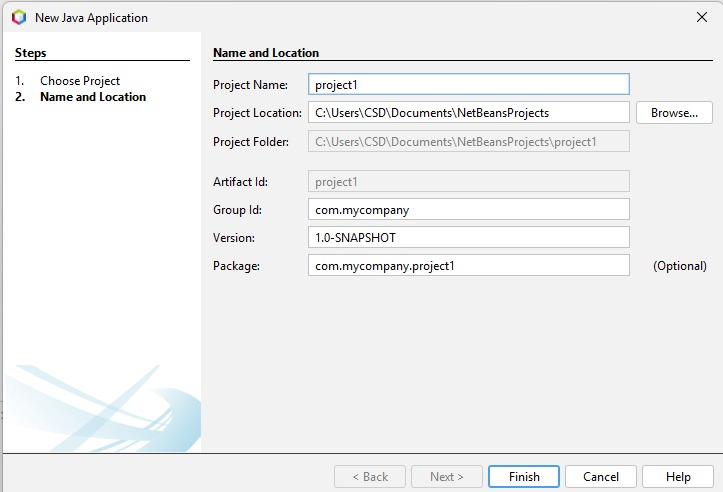 New Java Application
Steps
1. Choose Project
2. Name and Location
Name and Location
Project Name: project1
Project Location: C:\Users\CSD\Documents\NetBeansProjects Browse...
Project Folder: C:\Users\CSD\Documents\NetBeansProjects\project1
Artifact Id: project1
Group Id: com.mycompany
Version: 1.0-SNAPSHOT
Package: com.mycompany.project1 (Optional)
< Back Next > Finish Cancel Help